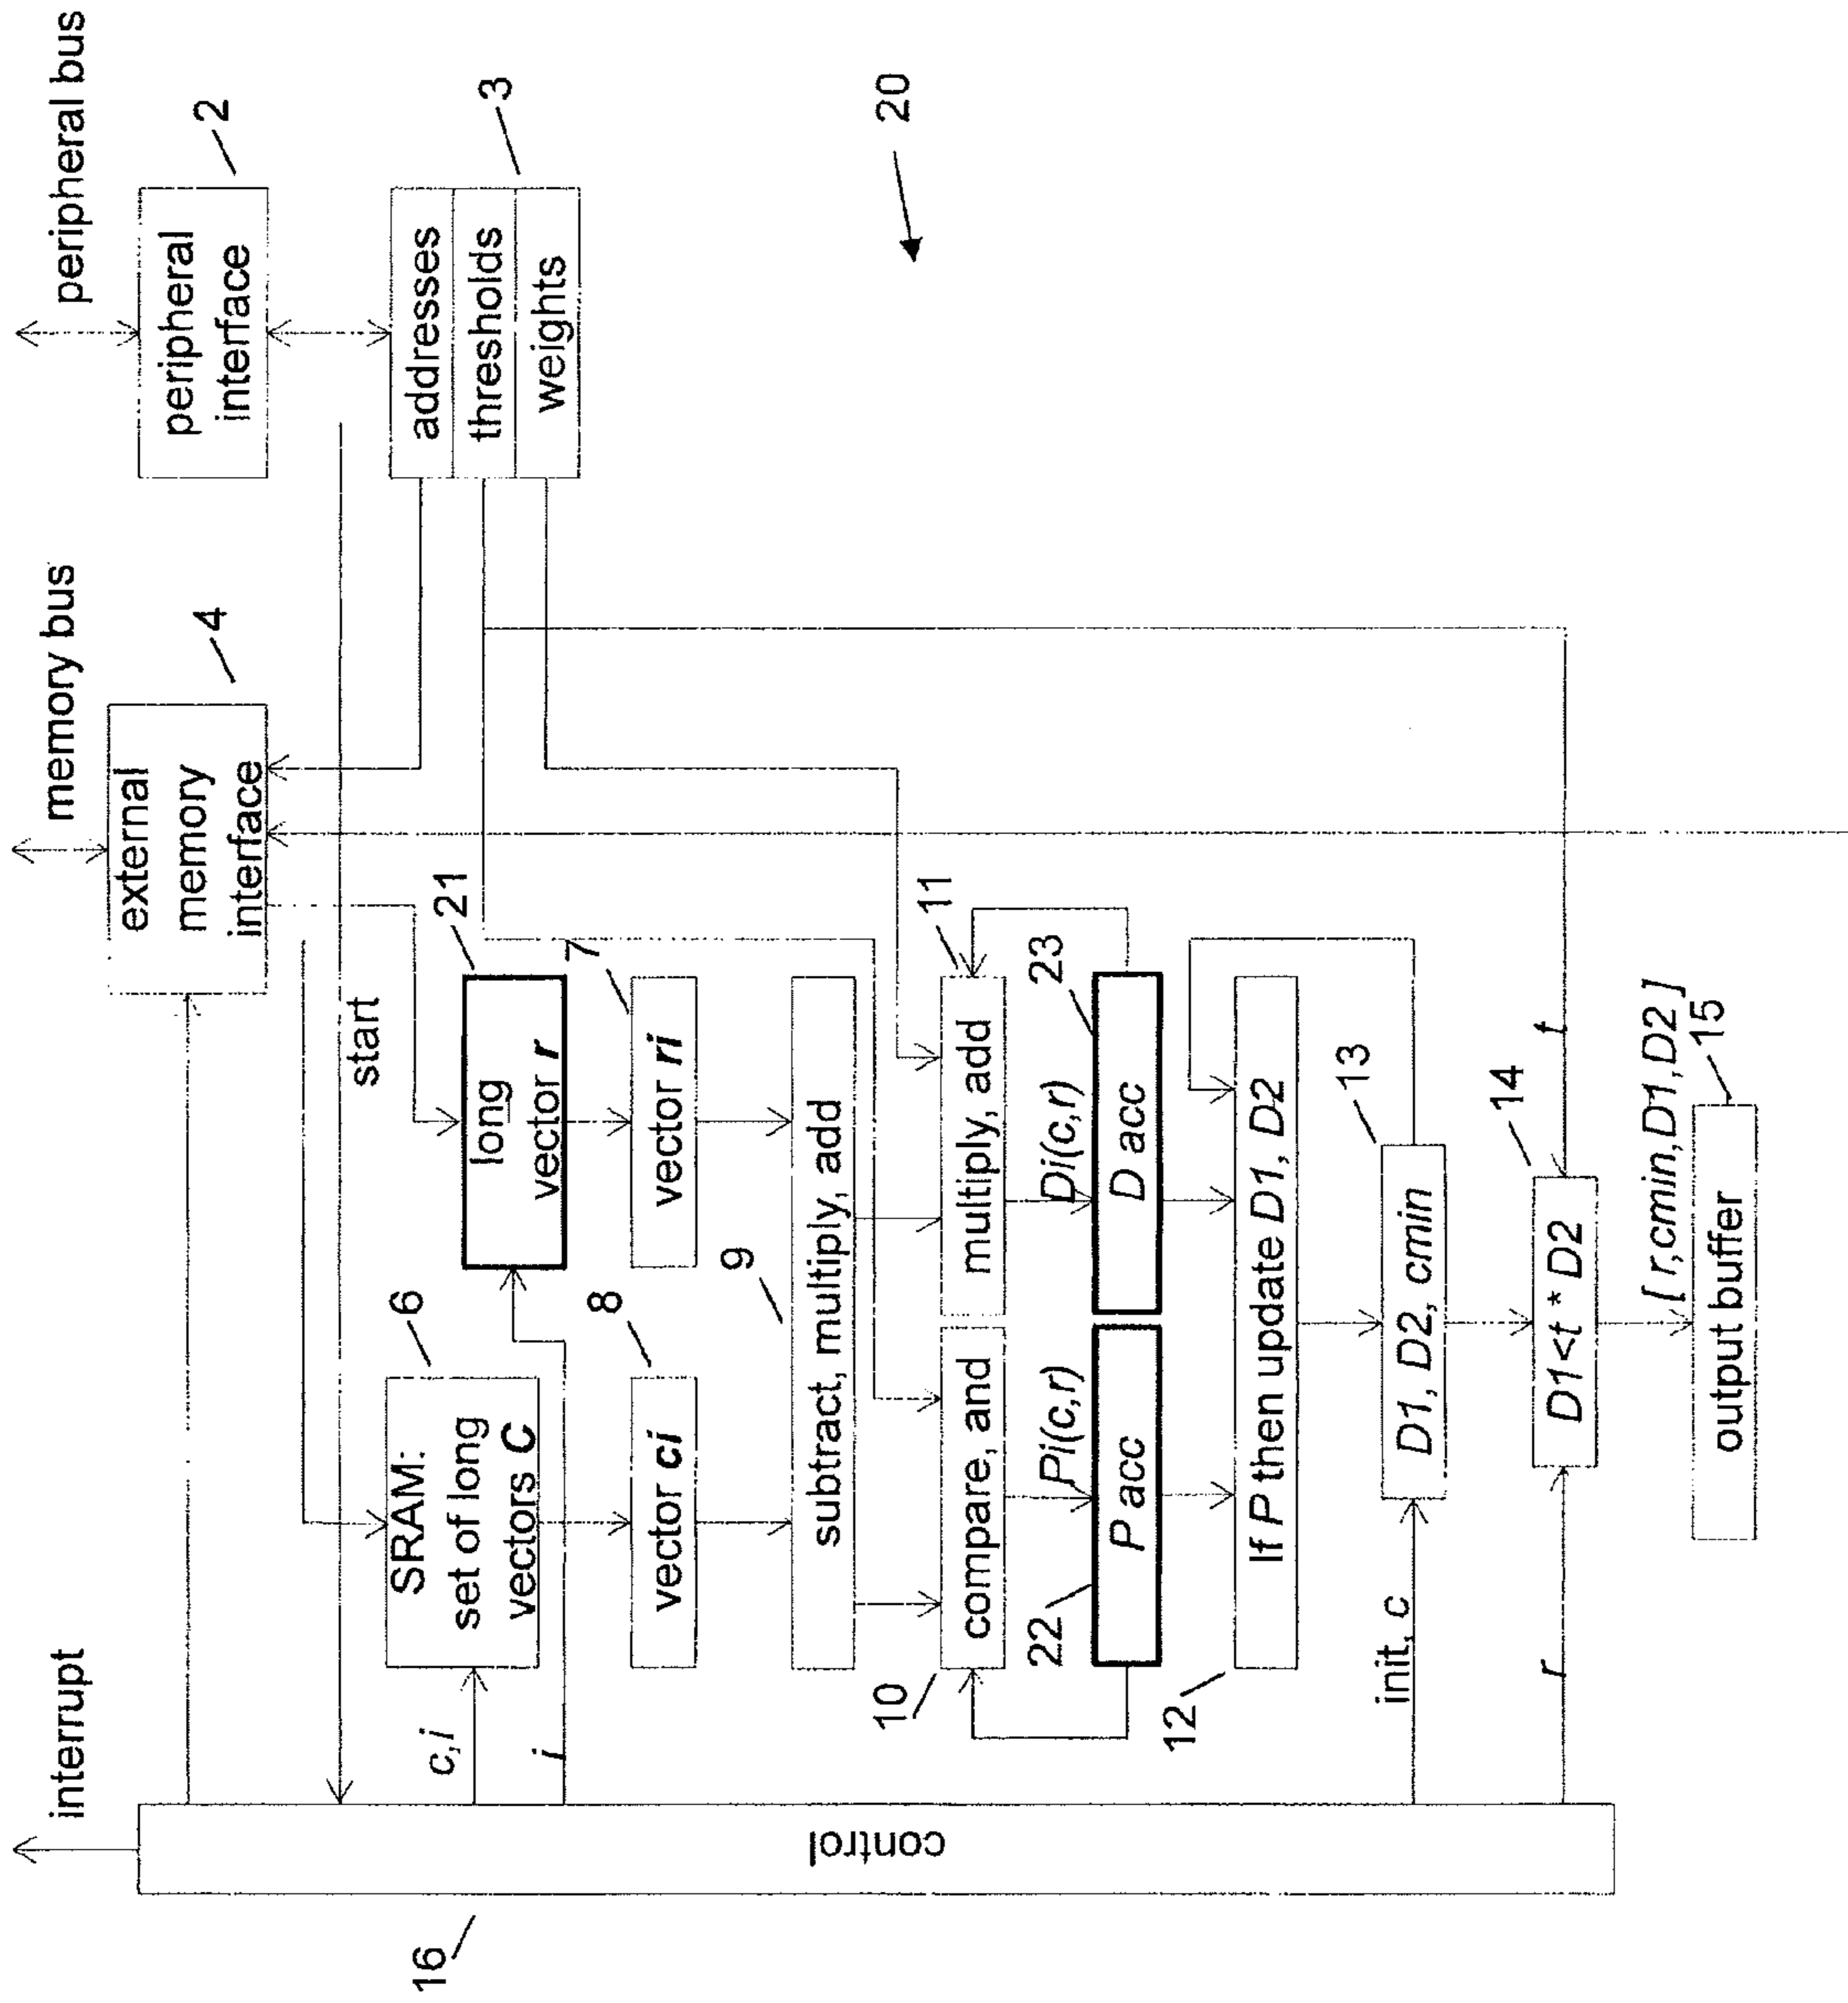 interrupt
memory bus
peripheral bus
16
control
external
memory
interface
4
peripheral
interface
2
addresses
thresholds
weights
3
start
20
c,i
i
SRAM:
set of long
vectors C
6
long
vector r
21
vector ci
8
vector ri
7
subtract, multiply, add
9
compare, and
10
multiply, add
11
Pi(c,r)
Di(c,r)
P acc
22
D acc
23
If P then update D1, D2
12
init, c
D1, D2, cmin
13
r
D1<t * D2
14
t
[r,cmin,D1,D2]
output buffer
15